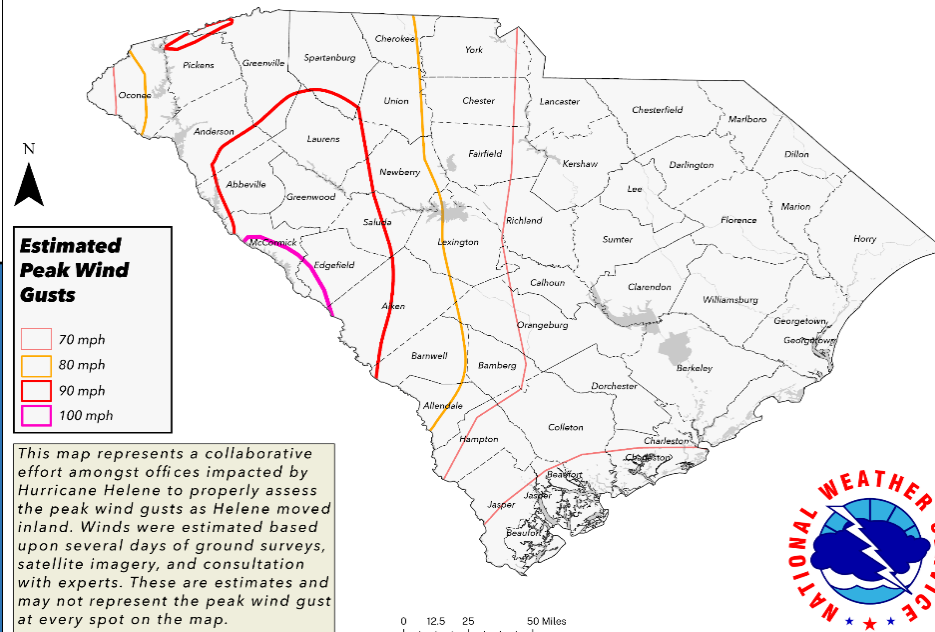 Cherokee
York
Spartanburg
Greenville
Pickens
Oconee
Union
Chester
Lancaster
Chesterfield
Marlboro
Anderson
Laurens
Fairfield
Kershaw
Darlington
Dillon
N
Newberry
Lee
Abbeville
Greenwood
Marion
Saluda
Richland
Florence
McCormick
Lexington
Sumter
Horry
Edgefield
Calhoun
Clarendon
Williamsburg
Aiken
Orangeburg
Georgetown
Georgetown
Barnwell
Bamberg
Berkeley
Dorchester
Allendale
Colleton
Hampton
Charleston
Charleston
Beaufort
Jasper
Jasper
Beaufort
Estimated
Peak Wind
Gusts
70 mph
80 mph
90 mph
100 mph
This map represents a collaborative
effort amongst offices impacted by
Hurricane Helene to properly assess
the peak wind gusts as Helene moved
inland. Winds were estimated based
upon several days of ground surveys,
satellite imagery, and consultation
with experts. These are estimates and
may not represent the peak wind gust
at every spot on the map.
0 12.5 25 50 Miles
NATIONAL WEATHER SERVICE